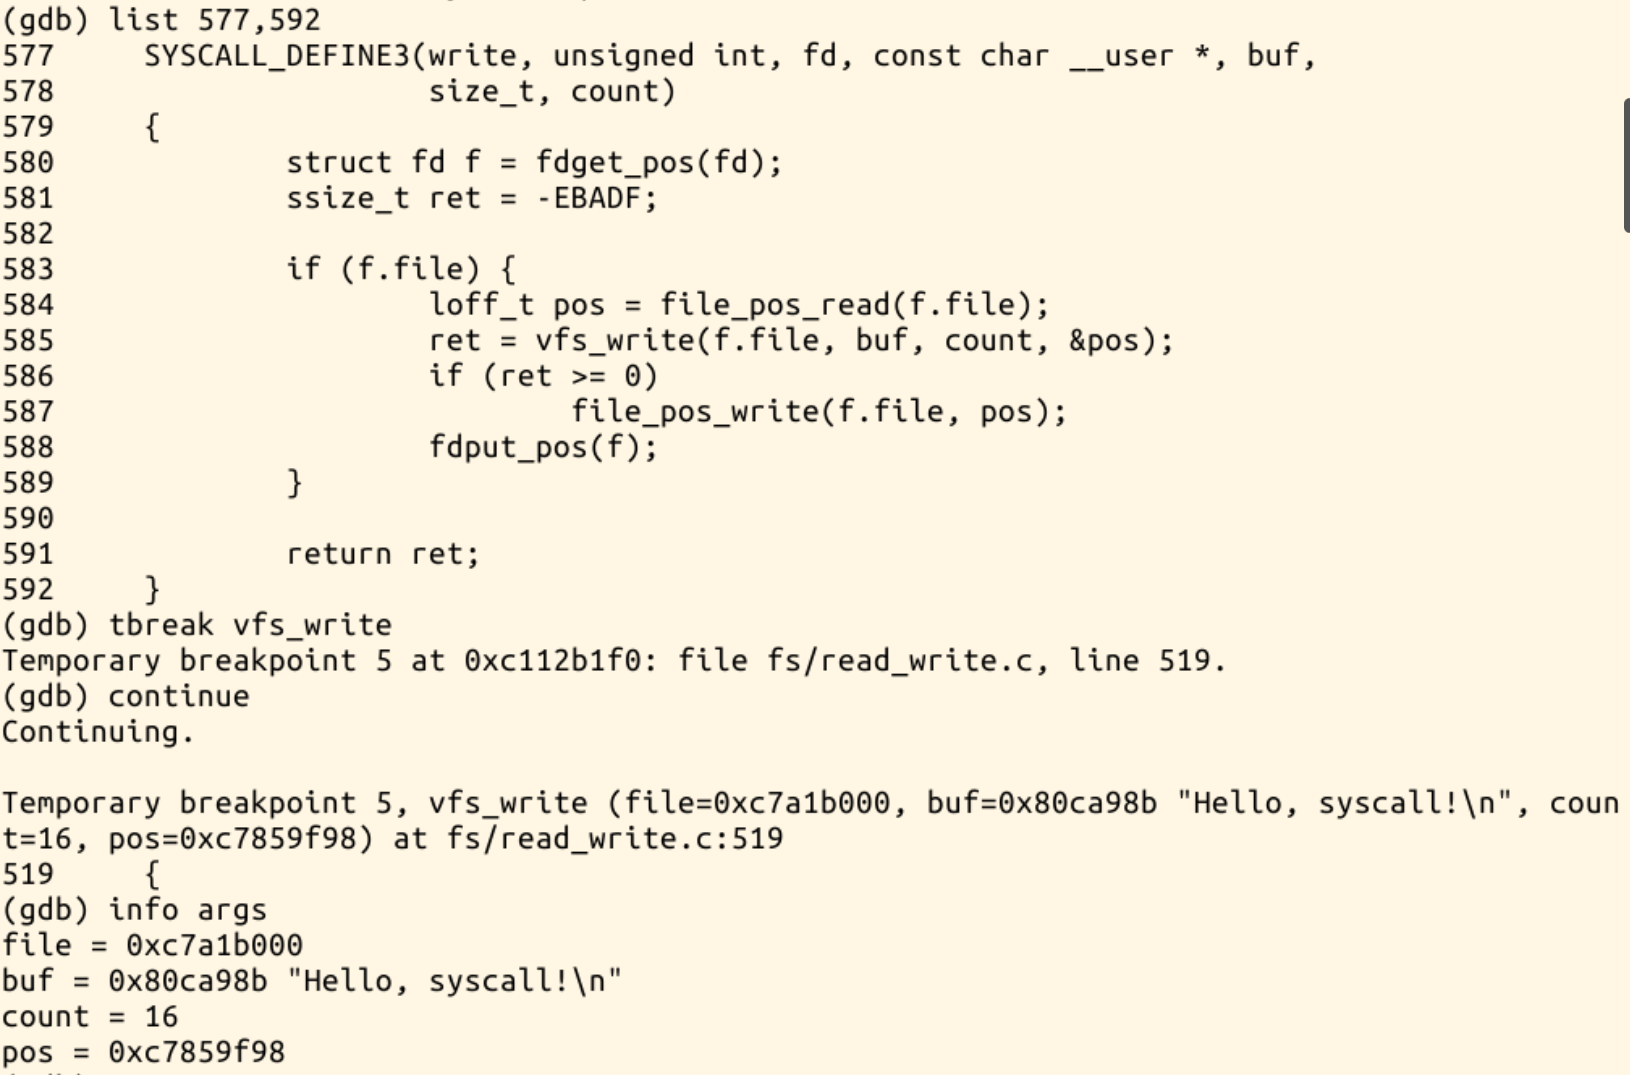 (gdb) list 577,592
577     SYSCALL_DEFINE3(write, unsigned int, fd, const char __user *, buf,
578                     size_t, count)
579     {
580             struct fd f = fdget_pos(fd);
581             ssize_t ret = -EBADF;
582
583             if (f.file) {
584                     loff_t pos = file_pos_read(f.file);
585                     ret = vfs_write(f.file, buf, count, &pos);
586                     if (ret >= 0)
587                             file_pos_write(f.file, pos);
588                     fdput_pos(f);
589             }
590
591             return ret;
592     }
(gdb) tbreak vfs_write
Temporary breakpoint 5 at 0xc112b1f0: file fs/read_write.c, line 519.
(gdb) continue
Continuing.

Temporary breakpoint 5, vfs_write (file=0xc7a1b000, buf=0x80ca98b "Hello, syscall!\n", coun
t=16, pos=0xc7859f98) at fs/read_write.c:519
519     {
(gdb) info args
file = 0xc7a1b000
buf = 0x80ca98b "Hello, syscall!\n"
count = 16
pos = 0xc7859f98